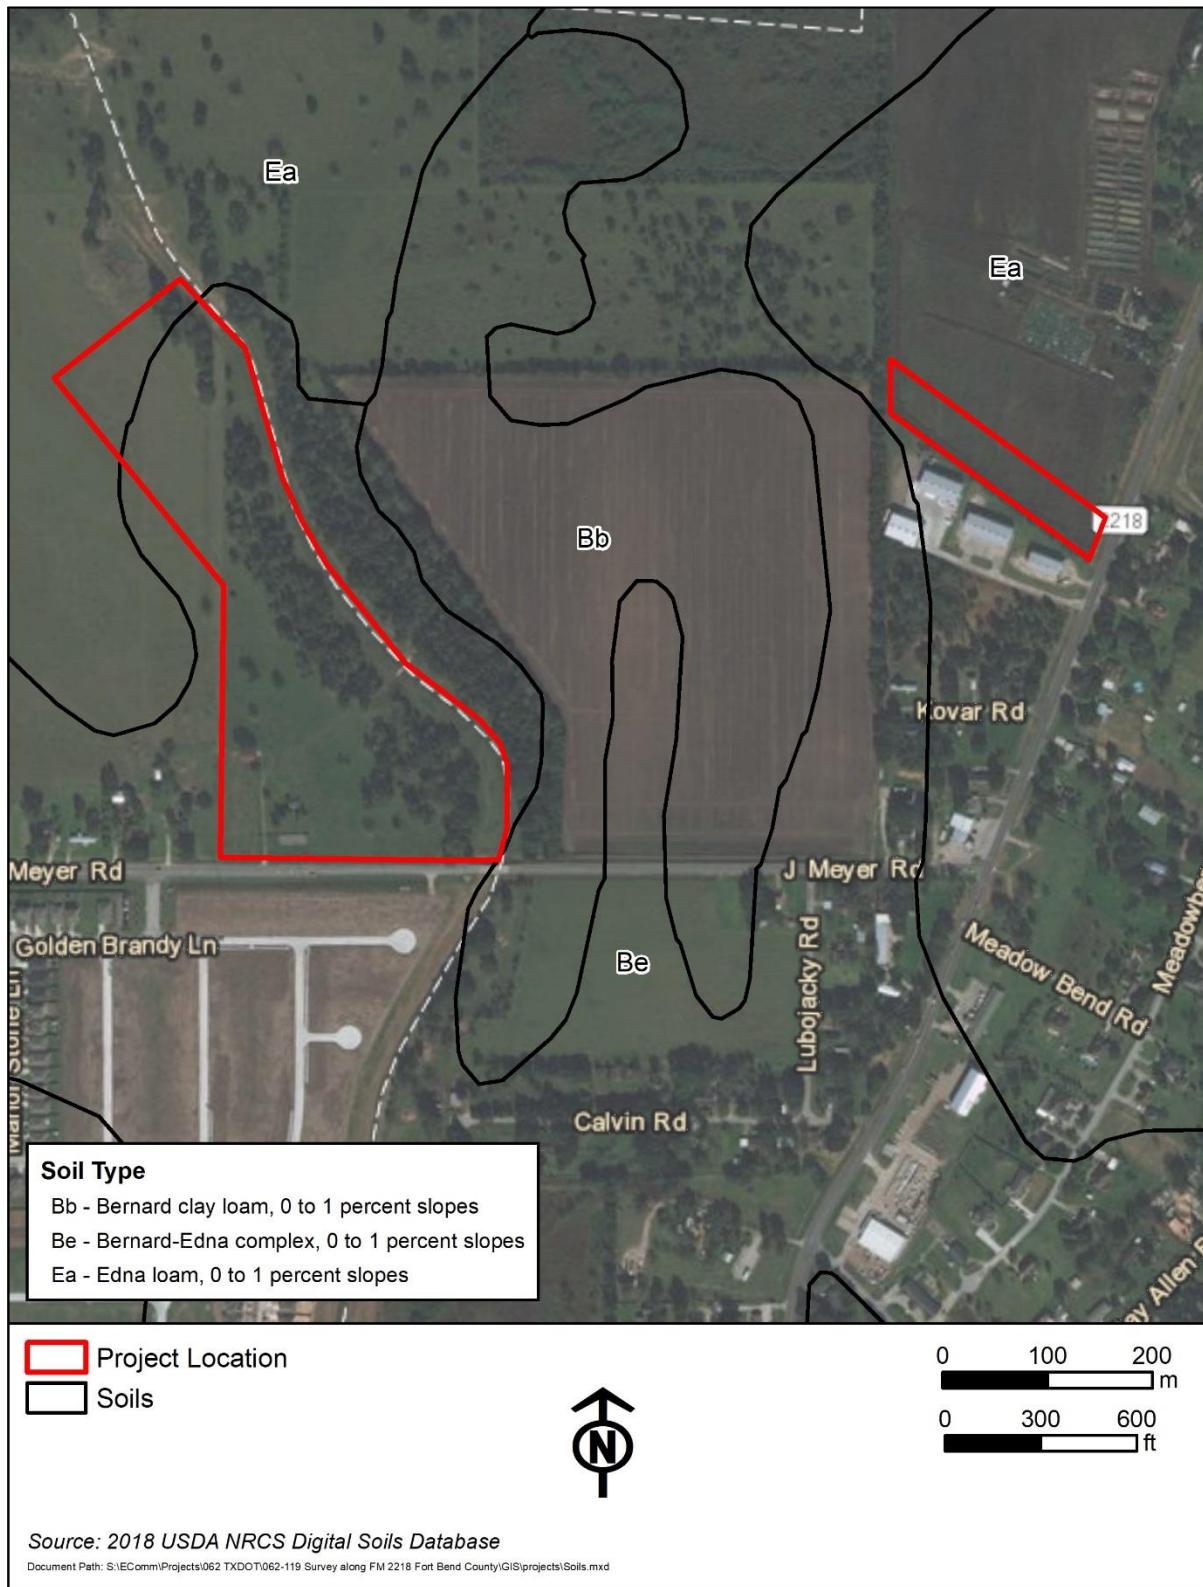 Ea
Ea
Bb
2218
Kovar Rd
Meyer Rd
J Meyer Rd
Golden Brandy Ln
Be
Lubojacky Rd
Meadow Bend Rd
Calvin Rd
Soil Type
Bb - Bernard clay loam, 0 to 1 percent slopes
Be - Bernard-Edna complex, 0 to 1 percent slopes
Ea - Edna loam, 0 to 1 percent slopes
Project Location
Soils
N
0 100 200
m
0 300 600
ft
Source: 2018 USDA NRCS Digital Soils Database
Document Path: S:\EComm\Projects\062 TXDOT\062-119 Survey along FM 2218 Fort Bend County\GIS\projects\Soils.mxd